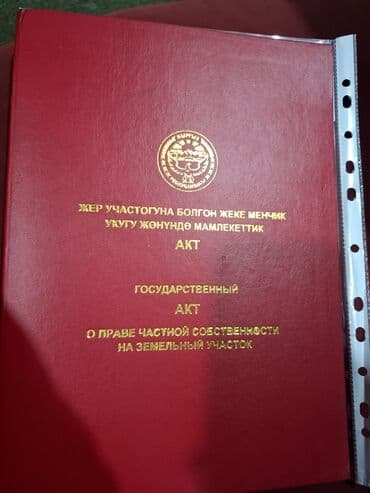 ЖЕР УЧАСТОГУНА БОЛГОН ЖЕКЕ МЕНЧИК
УКУГУ ЖӨНҮНДӨ МАМЛЕКЕТТИК
АКТ
ГОСУДАРСТВЕННЫЙ
АКТ
О ПРАВЕ ЧАСТНОЙ СОБСТВЕННОСТИ
НА ЗЕМЕЛЬНЫЙ УЧАСТОК